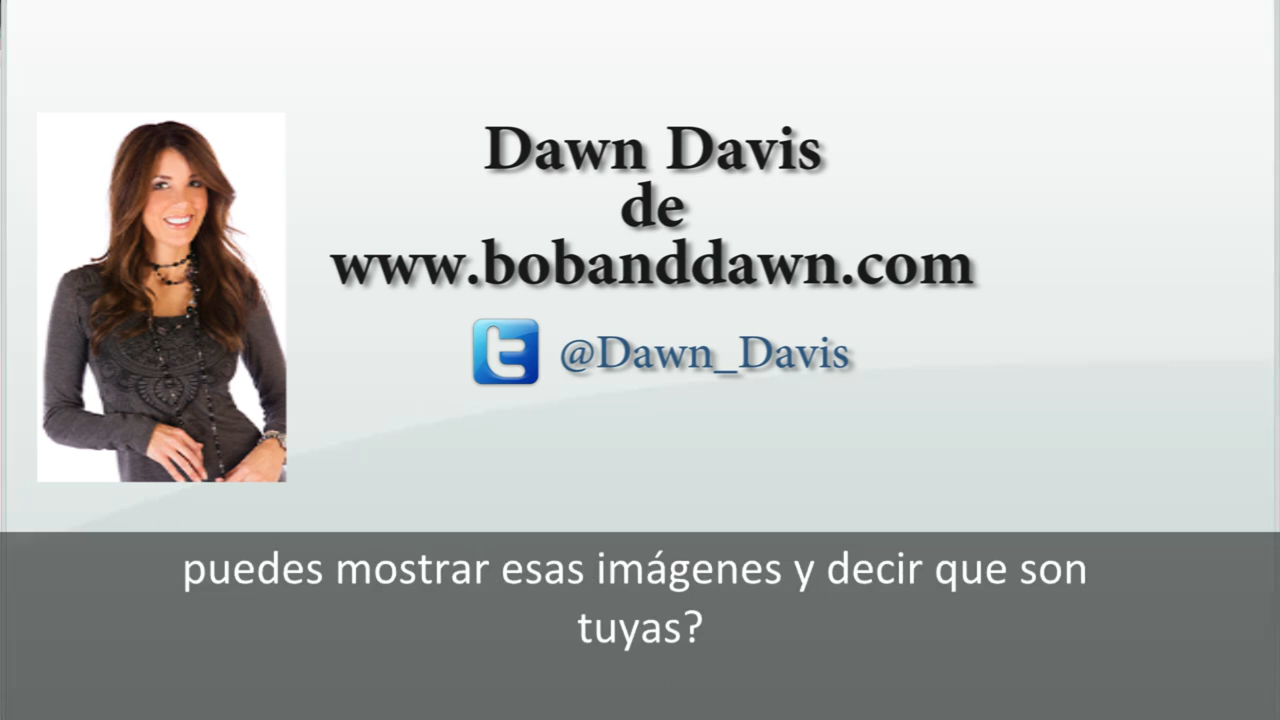 Dawn Davis
de
www.bobanddawn.com
@Dawn_Davis
puedes mostrar esas imágenes y decir que son
tuyas?